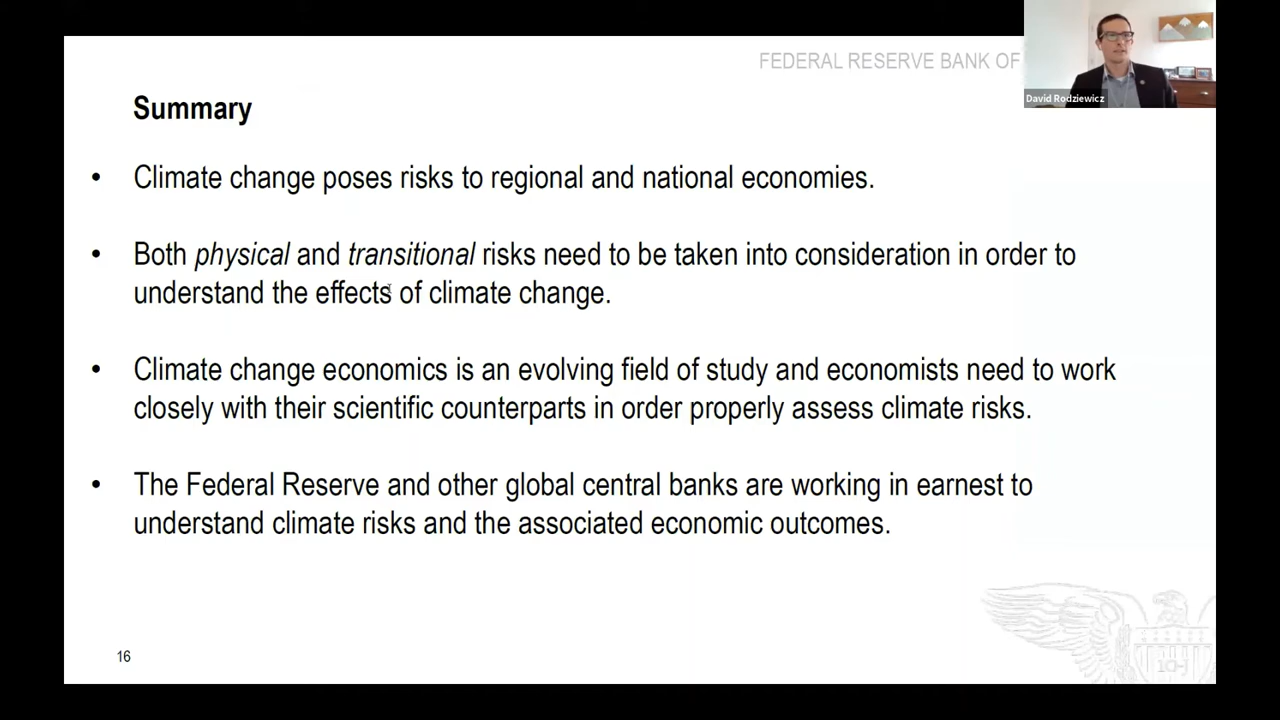 FEDERAL RESERVE BANK OF
David Rodziewicz
Summary
• Climate change poses risks to regional and national economies.
• Both physical and transitional risks need to be taken into consideration in order to
understand the effects of climate change.
• Climate change economics is an evolving field of study and economists need to work
closely with their scientific counterparts in order properly assess climate risks.
• The Federal Reserve and other global central banks are working in earnest to
understand climate risks and the associated economic outcomes.
16
10-J